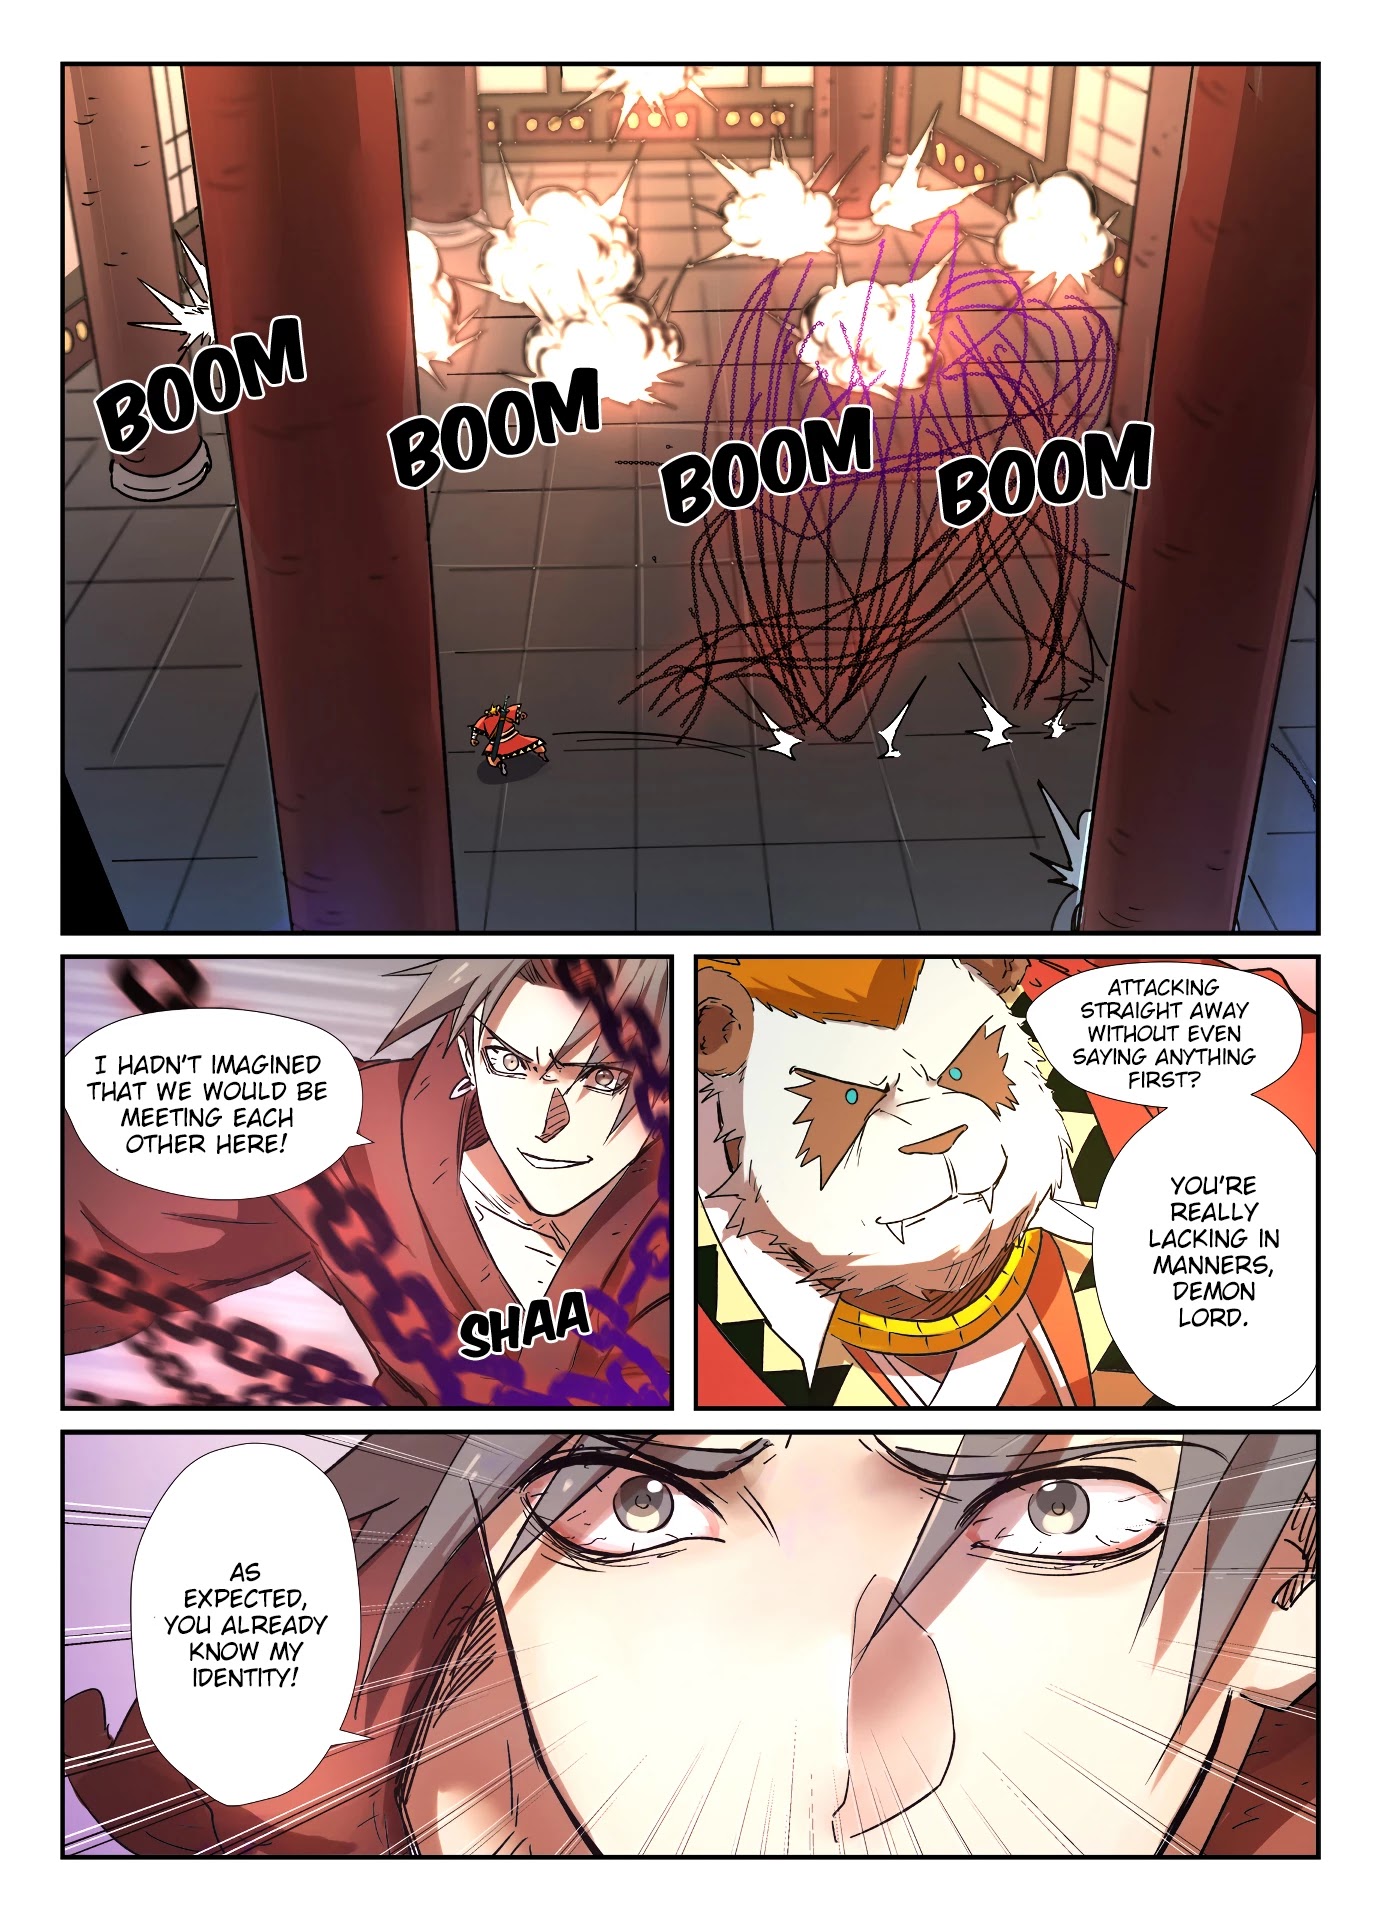 BOOM
BOOM
BOOM
BOOM
I HADN'T IMAGINED
THAT WE WOULD BE
MEETING EACH
OTHER HERE!
SHAA
ATTACKING
STRAIGHT AWAY
WITHOUT EVEN
SAYING ANYTHING
FIRST?
YOU'RE
REALLY
LACKING IN
MANNERS,
DEMON
LORD.
AS
EXPECTED,
YOU ALREADY
KNOW MY
IDENTITY!